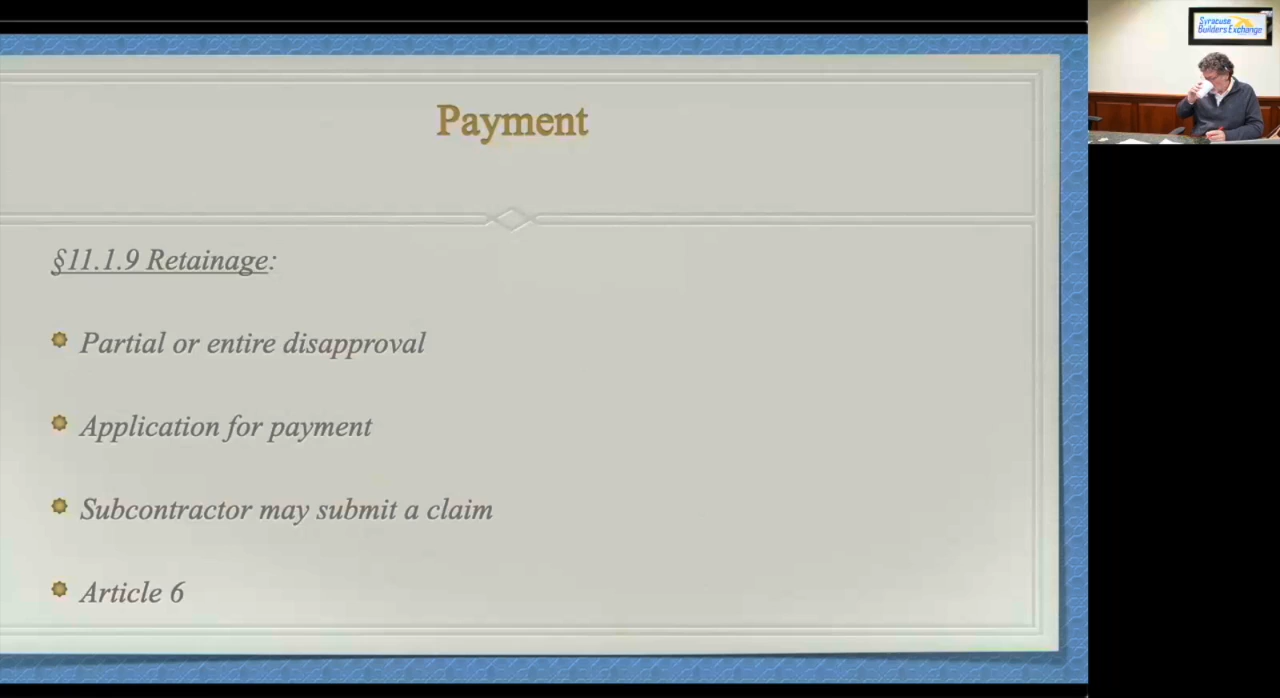 Payment
§11.1.9 Retainage:
Partial or entire disapproval
Application for payment
Subcontractor may submit a claim
Article 6
Syracuse
Builders Exchange